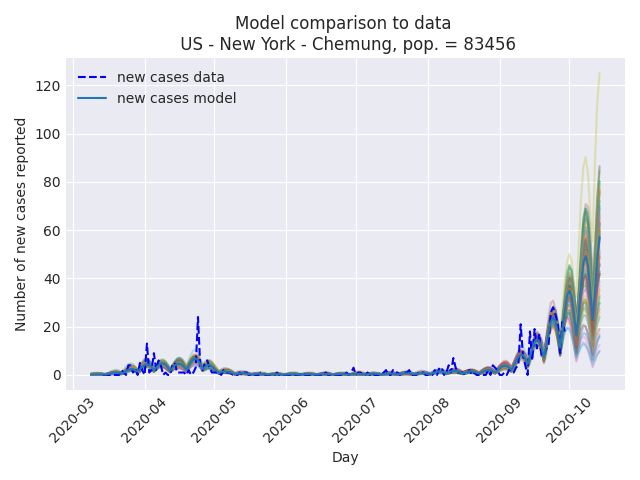 Model comparison to data
US - New York - Chemung, pop. = 83456
new cases data
new cases model
Number of new cases reported
120
100
80
60
40
20
0
2020-03
2020-04
2020-05
2020-06
2020-07
2020-08
2020-09
2020-10
Day